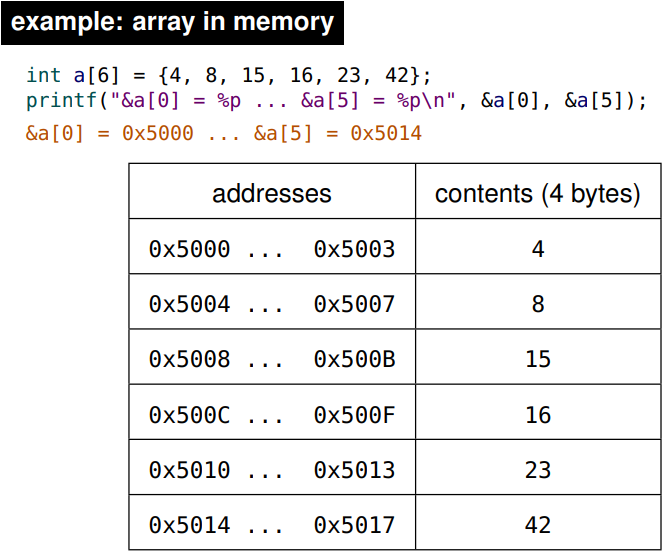 example: array in memory
int a[6] = {4, 8, 15, 16, 23, 42};
printf("&a[0] = %p ... &a[5] = %p\n", &a[0], &a[5]);
&a[0] = 0x5000 ... &a[5] = 0x5014
addresses contents (4 bytes)
0x5000 ... 0x5003 4
0x5004 ... 0x5007 8
0x5008 ... 0x500B 15
0x500C ... 0x500F 16
0x5010 ... 0x5013 23
0x5014 ... 0x5017 42